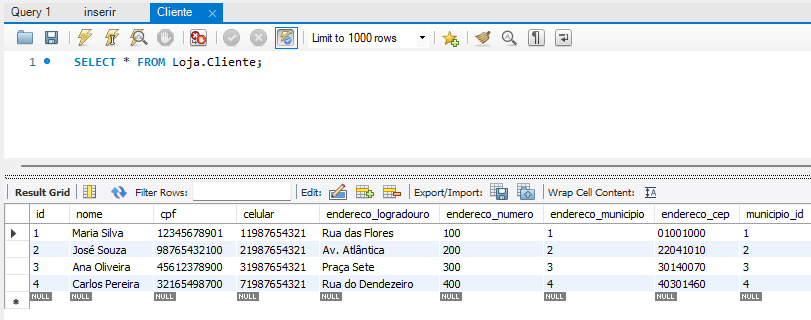 Query 1 inserir Cliente ×
Limit to 1000 rows
1 SELECT * FROM Loja.Cliente;
Result Grid Filter Rows: Edit: Export/Import: Wrap Cell Content:
id nome cpf celular endereco_logradouro endereco_numero endereco_municipio endereco_cep municipio_id
1 Maria Silva 12345678901 11987654321 Rua das Flores 100 1 01001000 1
2 José Souza 98765432100 21987654321 Av. Atlântica 200 2 22041010 2
3 Ana Oliveira 45612378900 31987654321 Praça Sete 300 3 30140070 3
4 Carlos Pereira 32165498700 71987654321 Rua do Dendezeiro 400 4 40301460 4
NULL NULL NULL NULL NULL NULL NULL NULL NULL